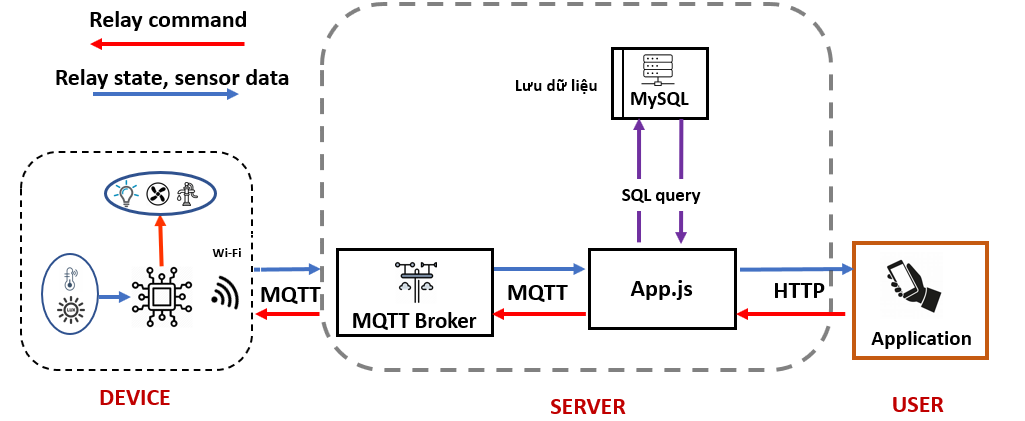 Relay command
Relay state, sensor data
Lưu dữ liệu
MySQL
SQL query
Wi-Fi
LUX
MQTT
MQTT Broker
MQTT
App.js
HTTP
Application
DEVICE
SERVER
USER